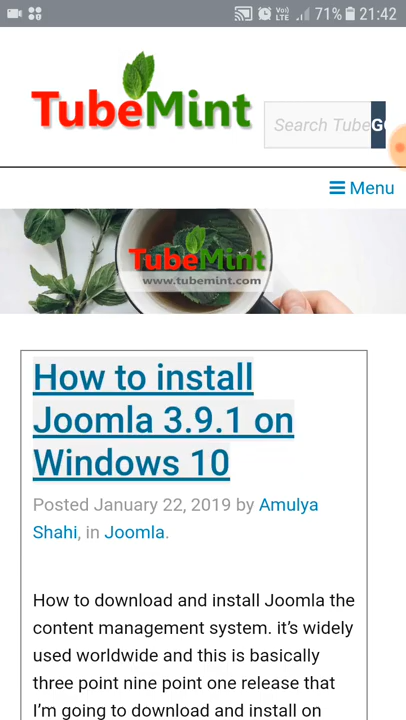 Vo) LTE 71% 21:42
TubeMint
Search Tube
Menu
TubeMint
www.tubemint.com
How to install
Joomla 3.9.1 on
Windows 10
Posted January 22, 2019 by Amulya
Shahi, in Joomla.
How to download and install Joomla the
content management system. it's widely
used worldwide and this is basically
three point nine point one release that
I'm going to download and install on